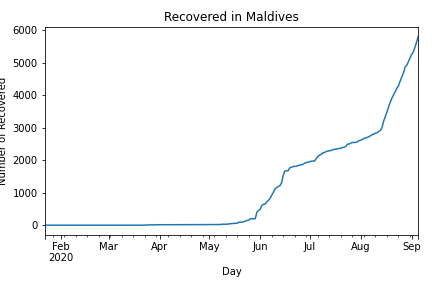 Recovered in Maldives
6000
5000
4000
3000
2000
1000
0
Number of Recovered
Feb Mar Apr May Jun Jul Aug Sep
2020
Day